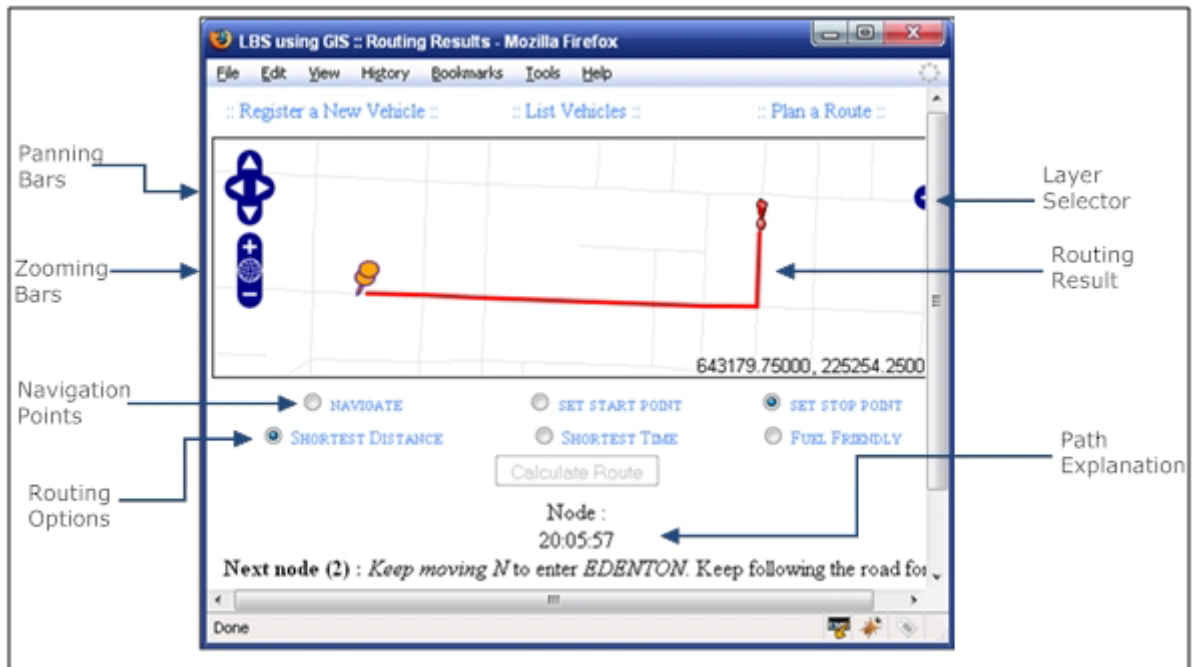 LBS using GIS :: Routing Results - Mozilla Firefox
File Edit View History Bookmarks Tools Help
:: Register a New Vehicle :: :: List Vehicles :: :: Plan a Route ::
Panning
Bars
Layer
Selector
Zooming
Bars
Routing
Result
643179.75000, 225254.2500
Navigation
Points
NAVIGATE SET START POINT SET STOP POINT
SHORTEST DISTANCE SHORTEST TIME FUEL FRIENDLY
Routing
Options
Path
Explanation
Calculate Route
Node :
20:05:57
Next node (2) : Keep moving N to enter EDENTON. Keep following the road for
Done